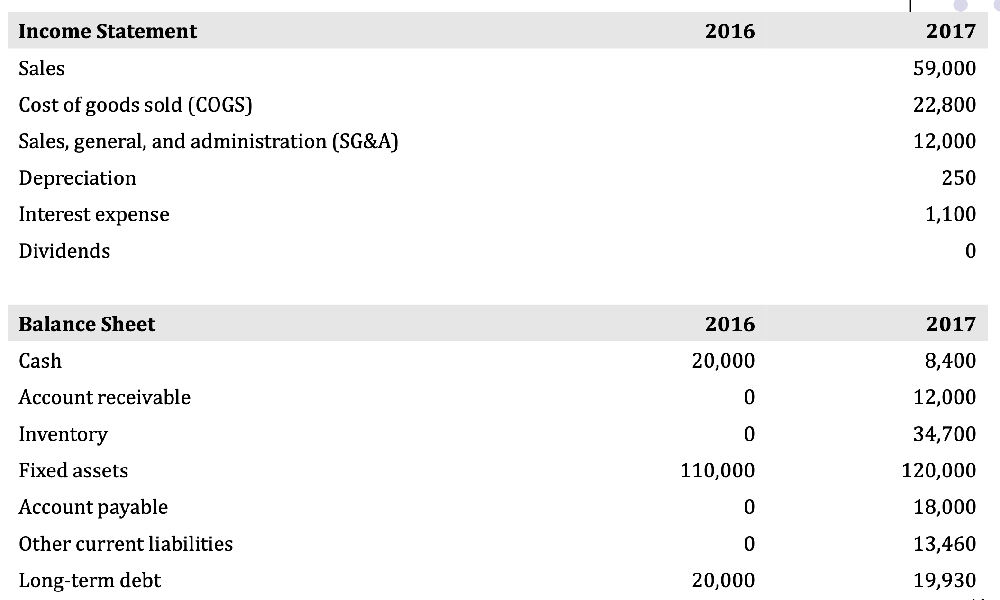 Income Statement 2016 2017
Sales 59,000
Cost of goods sold (COGS) 22,800
Sales, general, and administration (SG&A) 12,000
Depreciation 250
Interest expense 1,100
Dividends 0
Balance Sheet 2016 2017
Cash 20,000 8,400
Account receivable 0 12,000
Inventory 0 34,700
Fixed assets 110,000 120,000
Account payable 0 18,000
Other current liabilities 0 13,460
Long-term debt 20,000 19,930